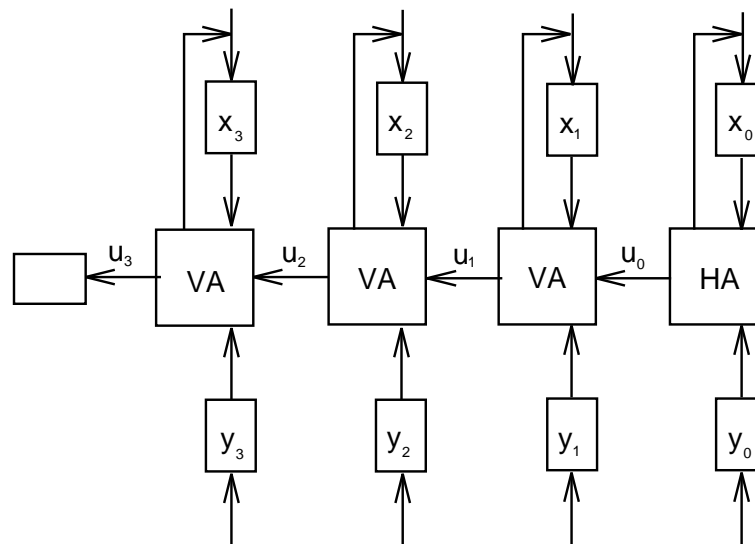 x₃ x₂ x₁ x₀
u₃ u₂ u₁ u₀
VA VA VA HA
y₃ y₂ y₁ y₀